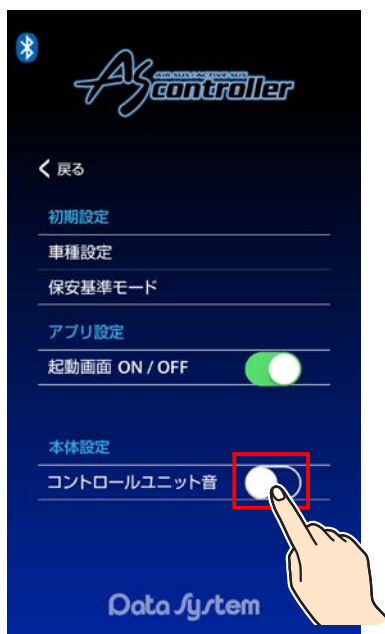 AIR-SUS/ACTIVE-SUS
AScontroller
戻る
初期設定
車種設定
保安基準モード
アプリ設定
起動画面 ON / OFF
本体設定
コントロールユニット音
Data System